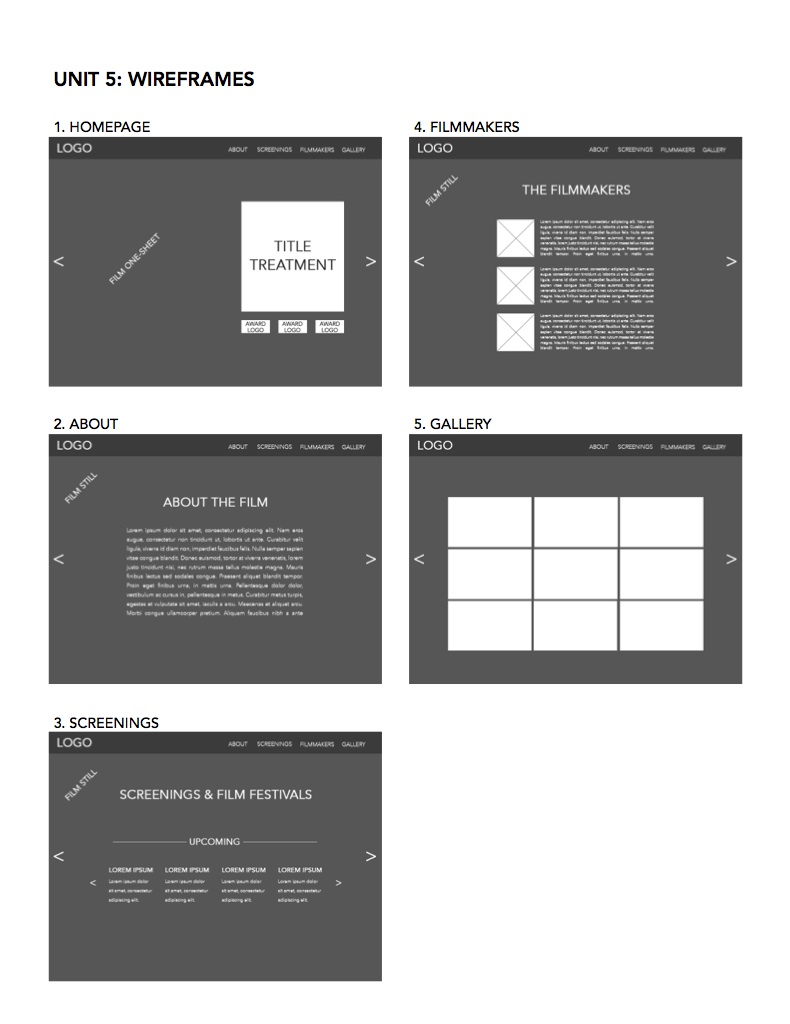 UNIT 5: WIREFRAMES
1. HOMEPAGE
LOGO
ABOUT SCREENINGS FILMMAKERS GALLERY
FILM ONE-SHEET
TITLE
TREATMENT
<
>
AWARD
LOGO
AWARD
LOGO
AWARD
LOGO
2. ABOUT
LOGO
ABOUT SCREENINGS FILMMAKERS GALLERY
FILM STILL
ABOUT THE FILM
<
>
Lorem ipsum dolor sit amet, consectetur adipiscing elit. Nam eros
augue, consectetur non tincidunt ut, lobortis ut ante. Curabitur velit
ligula, viverra id diam non, imperdiet faucibus felis. Nulla semper sapien
vitae congue blandit. Donec euismod, tortor at viverra venenatis, lorem
justo tincidunt nisi, nec rutrum massa tellus molestie magna. Mauris
finibus lectus sed sodales congue. Praesent aliquet blandit tempor.
Proin eget finibus urna, in mattis urna. Pellentesque dolor dolor,
vestibulum ac cursus in, pellentesque in metus. Curabitur metus turpis,
egestas et vulputate sit amet, iaculis a arcu. Maecenas et aliquet arcu.
Morbi congue ullamcorper pretium. Aliquam faucibus nibh a ante
3. SCREENINGS
LOGO
ABOUT SCREENINGS FILMMAKERS GALLERY
FILM STILL
SCREENINGS & FILM FESTIVALS
UPCOMING
<
>
LOREM IPSUM LOREM IPSUM LOREM IPSUM LOREM IPSUM
<
>
Lorem ipsum dolor Lorem ipsum dolor Lorem ipsum dolor Lorem ipsum dolor
sit amet, consectetur sit amet, consectetur sit amet, consectetur sit amet, consectetur
adipiscing elit. adipiscing elit. adipiscing elit. adipiscing elit.
4. FILMMAKERS
LOGO
ABOUT SCREENINGS FILMMAKERS GALLERY
FILM STILL
THE FILMMAKERS
<
>
5. GALLERY
LOGO
ABOUT SCREENINGS FILMMAKERS GALLERY
<
>